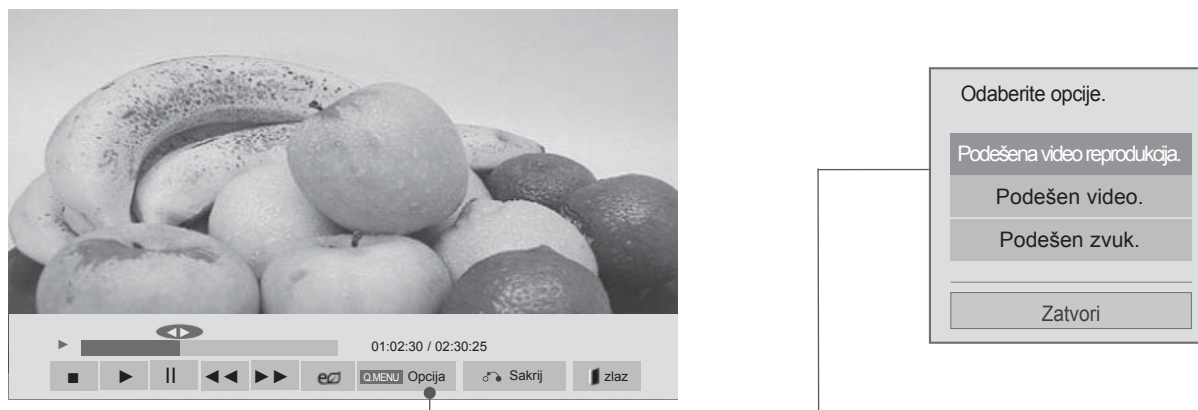 01:02:30 / 02:30:25
Q.MENU Opcija
Sakrij
zlaz
Odaberite opcije.
Podešena video reprodukcija.
Podešen video.
Podešen zvuk.
Zatvori